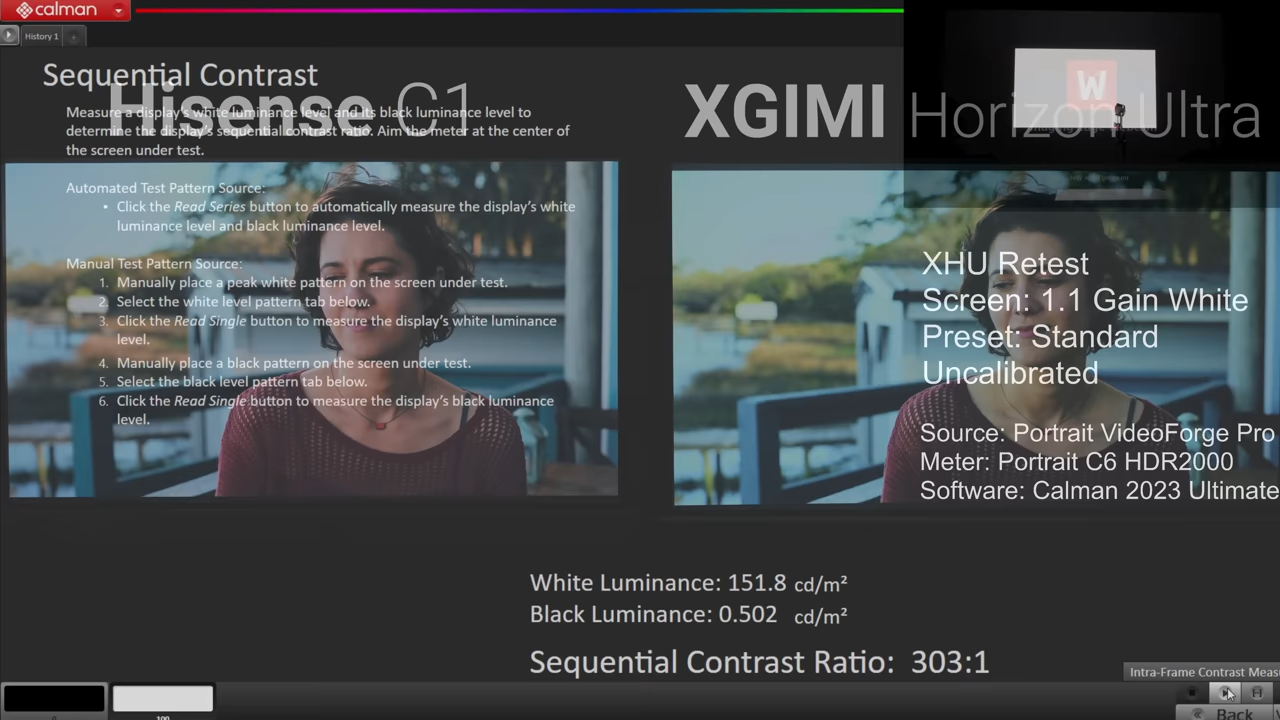 calman
History 1
Sequential Contrast
Hisense C1
XGIMI Horizon Ultra
W
Measure a display's white luminance level and its black luminance level to
determine the display's sequential contrast ratio. Aim the meter at the center of
the screen under test.
Automated Test Pattern Source:
• Click the Read Series button to automatically measure the display's white
luminance level and black luminance level.
Manual Test Pattern Source:
1. Manually place a peak white pattern on the screen under test.
2. Select the white level pattern tab below.
3. Click the Read Single button to measure the display's white luminance
level.
4. Manually place a black pattern on the screen under test.
5. Select the black level pattern tab below.
6. Click the Read Single button to measure the display's black luminance
level.
XHU Retest
Screen: 1.1 Gain White
Preset: Standard
Uncalibrated
Source: Portrait VideoForge Pro
Meter: Portrait C6 HDR2000
Software: Calman 2023 Ultimate
White Luminance: 151.8 cd/m²
Black Luminance: 0.502 cd/m²
Sequential Contrast Ratio: 303:1
Intra-Frame Contrast Meas
100
Back